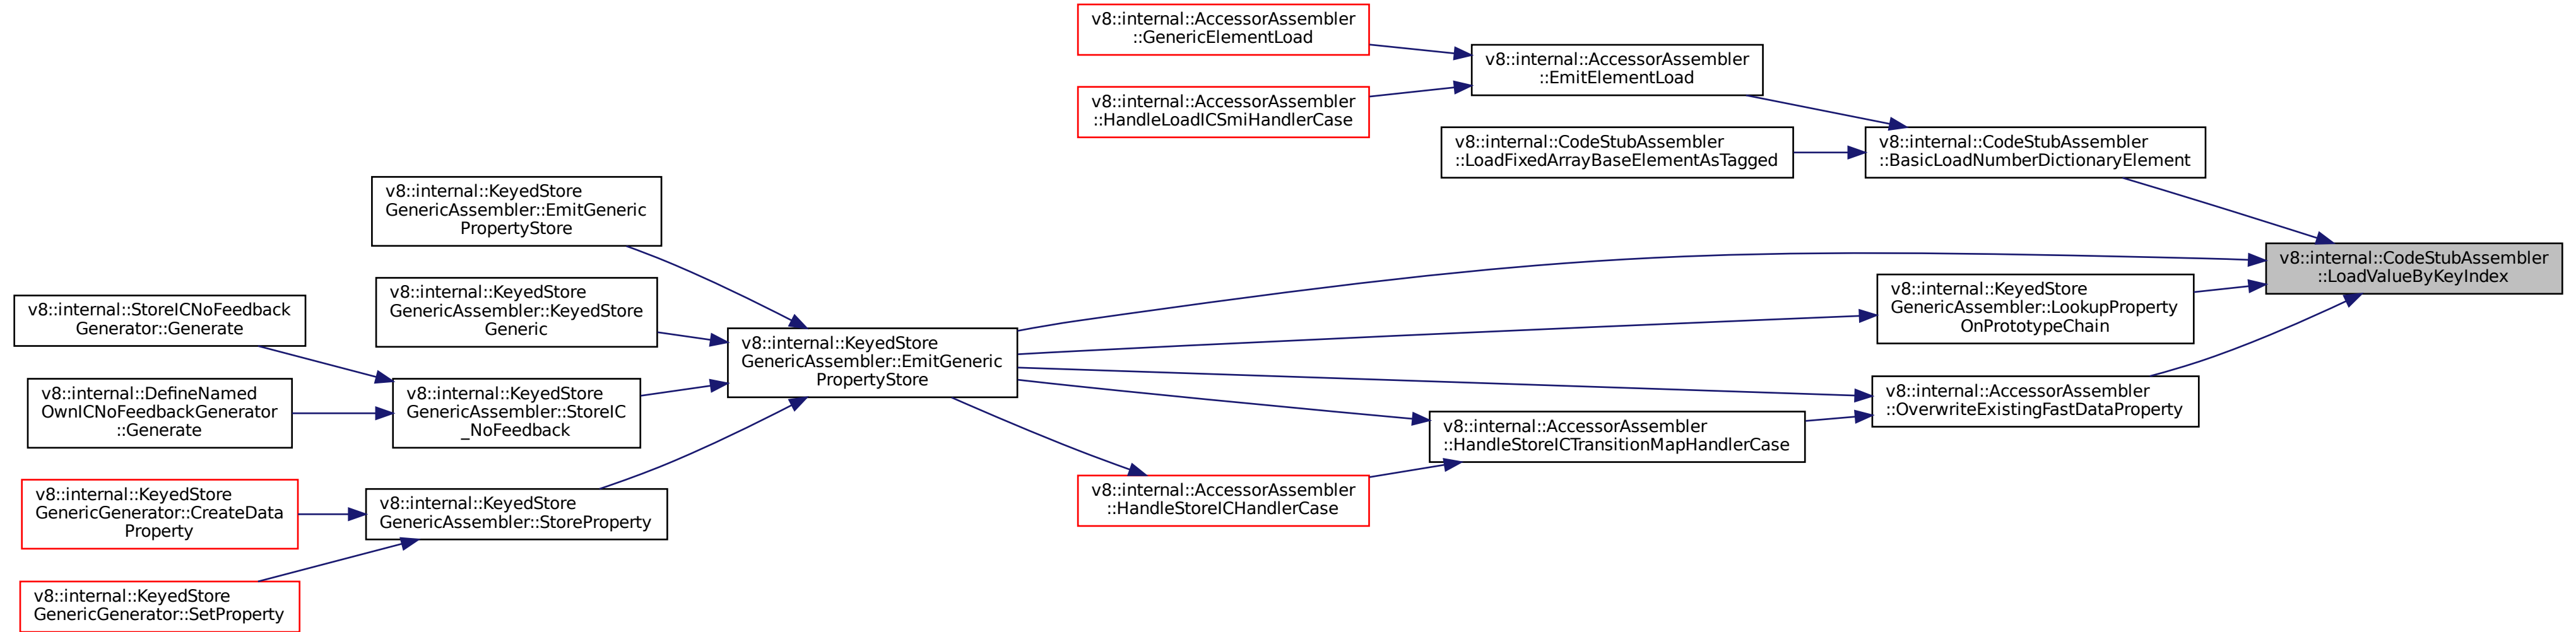 v8::internal::AccessorAssembler
::GenericElementLoad
v8::internal::AccessorAssembler
::EmitElementLoad
v8::internal::AccessorAssembler
::HandleLoadICSmiHandlerCase
v8::internal::CodeStubAssembler
::LoadFixedArrayBaseElementAsTagged
v8::internal::CodeStubAssembler
::BasicLoadNumberDictionaryElement
v8::internal::KeyedStore
GenericAssembler::EmitGeneric
PropertyStore
v8::internal::CodeStubAssembler
::LoadValueByKeyIndex
v8::internal::KeyedStore
GenericAssembler::KeyedStore
Generic
v8::internal::KeyedStore
GenericAssembler::LookupProperty
OnPrototypeChain
v8::internal::StoreICNoFeedback
Generator::Generate
v8::internal::KeyedStore
GenericAssembler::EmitGeneric
PropertyStore
v8::internal::DefineNamed
OwnICNoFeedbackGenerator
::Generate
v8::internal::KeyedStore
GenericAssembler::StoreIC
_NoFeedback
v8::internal::AccessorAssembler
::OverwriteExistingFastDataProperty
v8::internal::AccessorAssembler
::HandleStoreICTransitionMapHandlerCase
v8::internal::KeyedStore
GenericGenerator::CreateData
Property
v8::internal::KeyedStore
GenericAssembler::StoreProperty
v8::internal::AccessorAssembler
::HandleStoreICHandlerCase
v8::internal::KeyedStore
GenericGenerator::SetProperty